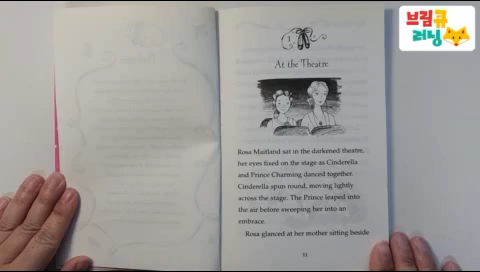 브림큐
러닝
At the Theatre
Rosa Maitland sat in the darkened theatre,
her eyes fixed on the stage as Cinderella
and Prince Charming danced together.
Cinderella spun round, moving lightly
across the stage. The Prince leaped into
the air before sweeping her into an
embrace.
Rosa glanced at her mother sitting beside